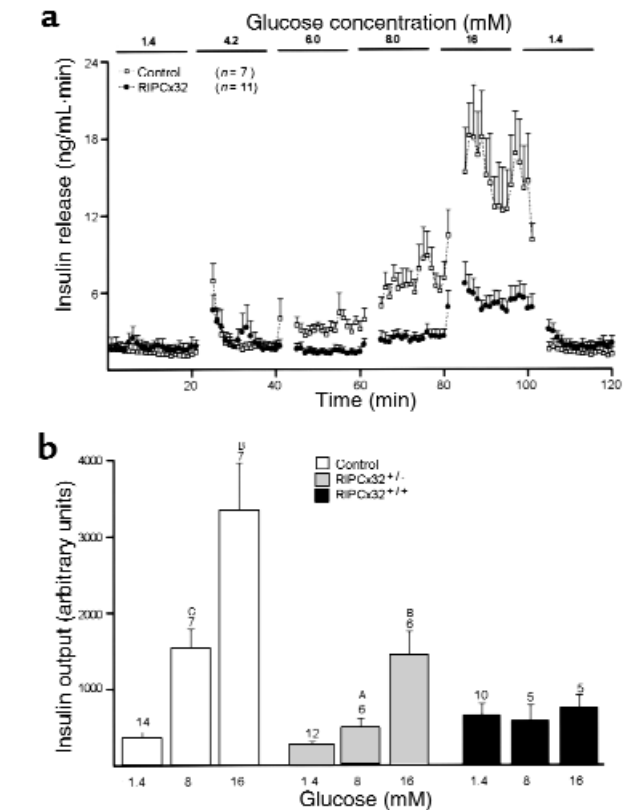 a
Glucose concentration (mM)
1.4 4.2 6.0 8.0 16 1.4
Insulin release (ng/mL·min)
24
18
12
6
Control (n = 7)
RIPCx32 (n = 11)
20 40 60 80 100 120
Time (min)
b
Insulin output (arbitrary units)
4000
3000
2000
1000
Control
RIPCx32+/-
RIPCx32+/+
14
7
7
12
A
6
B
6
10
5
5
1.4 8 16 1.4 8 16 1.4 8 16
Glucose (mM)